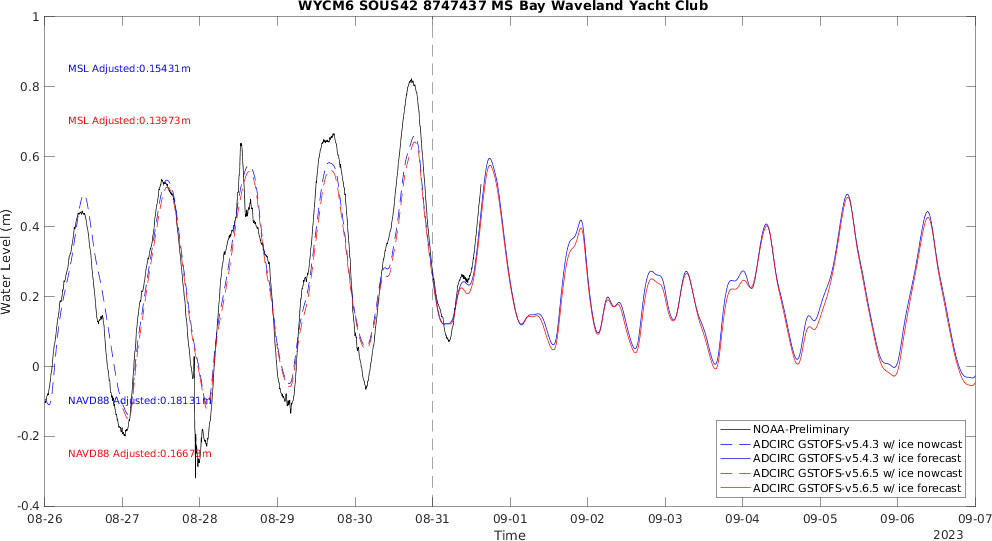 WYCM6 SOUS42 8747437 MS Bay Waveland Yacht Club
1
0.8
0.6
0.4
0.2
0
-0.2
-0.4
Water Level (m)
MSL Adjusted:0.15431m
MSL Adjusted:0.13973m
NAVD88 Adjusted:0.18131m
NAVD88 Adjusted:0.1667 m
NOAA-Preliminary
ADCIRC GSTOFS-v5.4.3 w/ ice nowcast
ADCIRC GSTOFS-v5.4.3 w/ ice forecast
ADCIRC GSTOFS-v5.6.5 w/ ice nowcast
ADCIRC GSTOFS-v5.6.5 w/ ice forecast
08-26 08-27 08-28 08-29 08-30 08-31 09-01 09-02 09-03 09-04 09-05 09-06 09-07
Time
2023